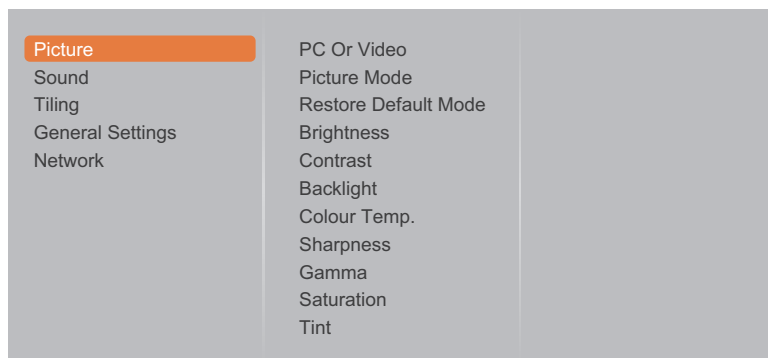 Picture
Sound
Tiling
General Settings
Network
PC Or Video
Picture Mode
Restore Default Mode
Brightness
Contrast
Backlight
Colour Temp.
Sharpness
Gamma
Saturation
Tint